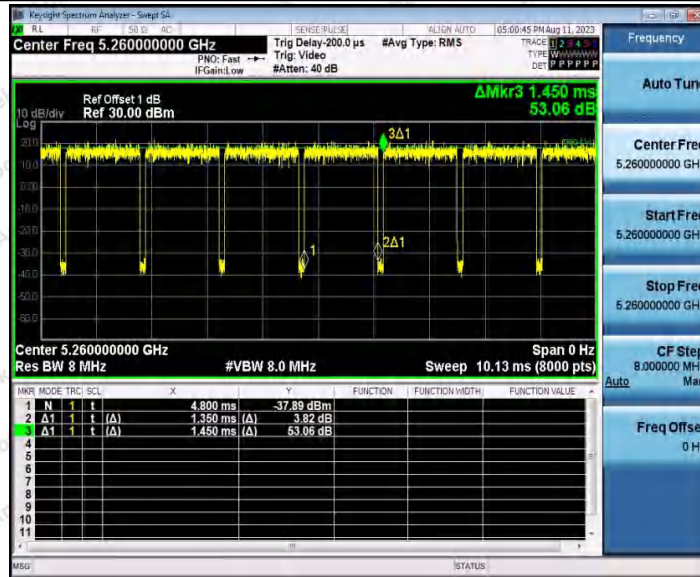 Keysight Spectrum Analyzer - Swept SA
RL RF 50 Ω AC SENSE:PULSE ALIGN AUTO 05:00:45 PM Aug 11, 2023
Center Freq 5.260000000 GHz
PNO: Fast
IFGain:Low
Trig Delay-200.0 µs
Trig: Video
#Atten: 40 dB
#Avg Type: RMS
TRACE 1 2 3 4 5
TYPE W
DET P P P P P P
Frequency
Auto Tune
Center Freq
5.260000000 GH
Start Freq
5.260000000 GH
Stop Freq
5.260000000 GH
CF Step
8.000000 MH
Auto Ma
Freq Offse
0 H
ΔMkr3 1.450 ms
53.06 dB
Ref Offset 1 dB
10 dB/div Ref 30.00 dBm
Log
20.0
10.0
0.00
-10.0
-20.0
-30.0
-40.0
-50.0
-60.0
3Δ1
1
2Δ1
Center 5.260000000 GHz Span 0 Hz
Res BW 8 MHz #VBW 8.0 MHz Sweep 10.13 ms (8000 pts)
MKR MODE TRC SCL X Y FUNCTION FUNCTION WIDTH FUNCTION VALUE
1 N 1 t 4.800 ms -37.89 dBm
2 Δ1 1 t (Δ) 1.350 ms (Δ) 3.82 dB
3 Δ1 1 t (Δ) 1.450 ms (Δ) 53.06 dB
4
5
6
7
8
9
10
11
MSG STATUS